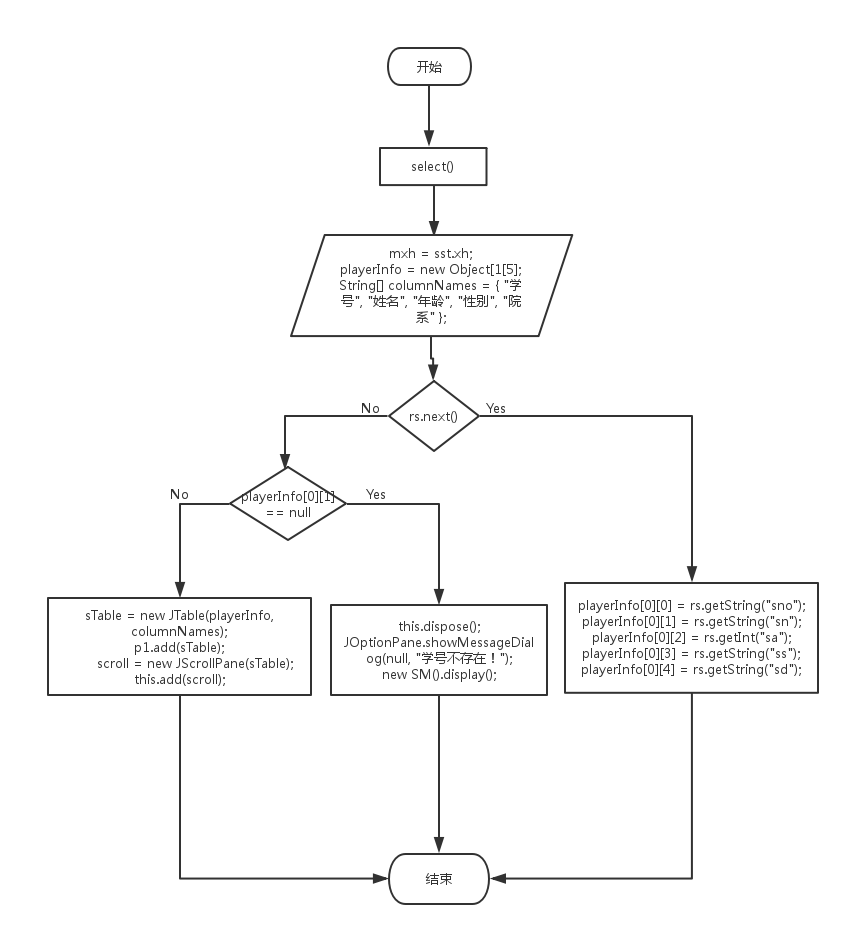 开始
select()
mxh = sst.xh;
playerInfo = new Object[1[5];
String[] columnNames = { "学
号", "姓名", "年龄", "性别", "院
系" };
No
rs.next()
Yes
No
playerInfo[0][1]
== null
Yes
sTable = new JTable(playerInfo,
columnNames);
p1.add(sTable);
scroll = new JScrollPane(sTable);
this.add(scroll);
this.dispose();
JOptionPane.showMessageDial
og(null, "学号不存在！");
new SM().display();
playerInfo[0][0] = rs.getString("sno");
playerInfo[0][1] = rs.getString("sn");
playerInfo[0][2] = rs.getInt("sa");
playerInfo[0][3] = rs.getString("ss");
playerInfo[0][4] = rs.getString("sd");
结束